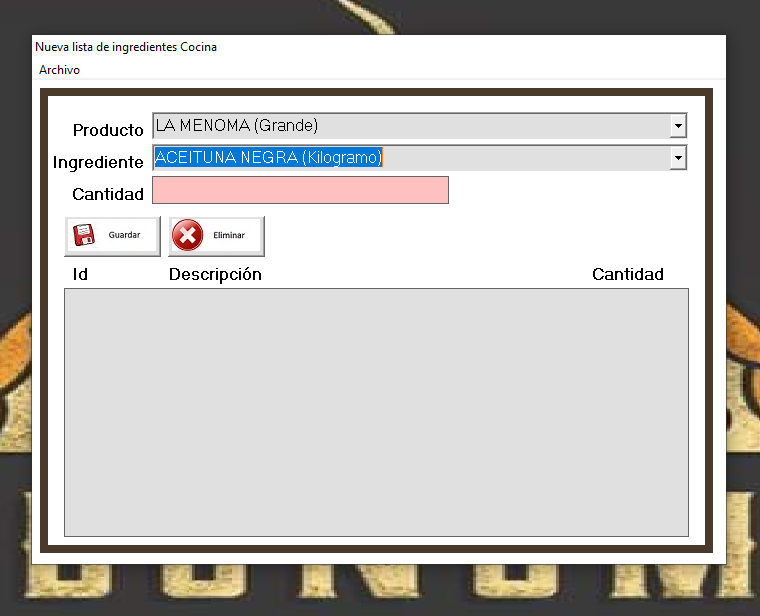 Nueva lista de ingredientes Cocina
Archivo
Producto LA MENOMA (Grande)
Ingrediente ACEITUNA NEGRA (Kilogramo)
Cantidad
Guardar Eliminar
Id Descripción Cantidad